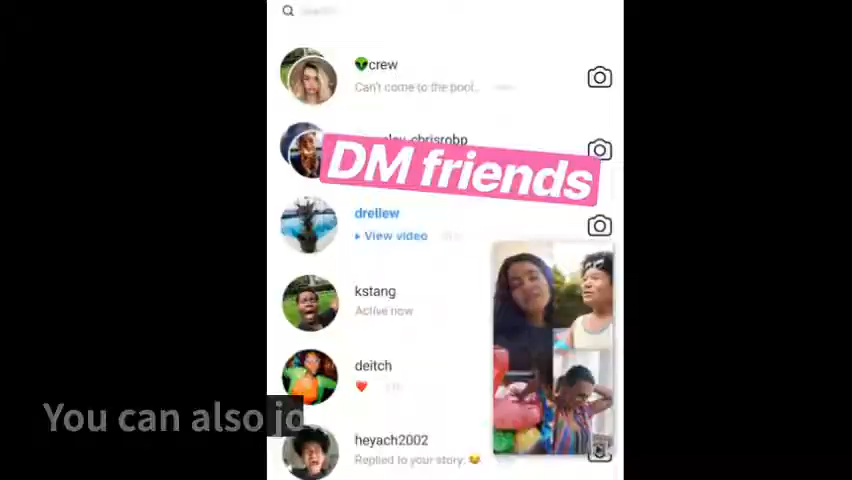 crew
Can't come to the pool..
DM friends
drellew
View video
kstang
Active now
deitch
You can also jo
heyach2002
Replied to your story: 😂